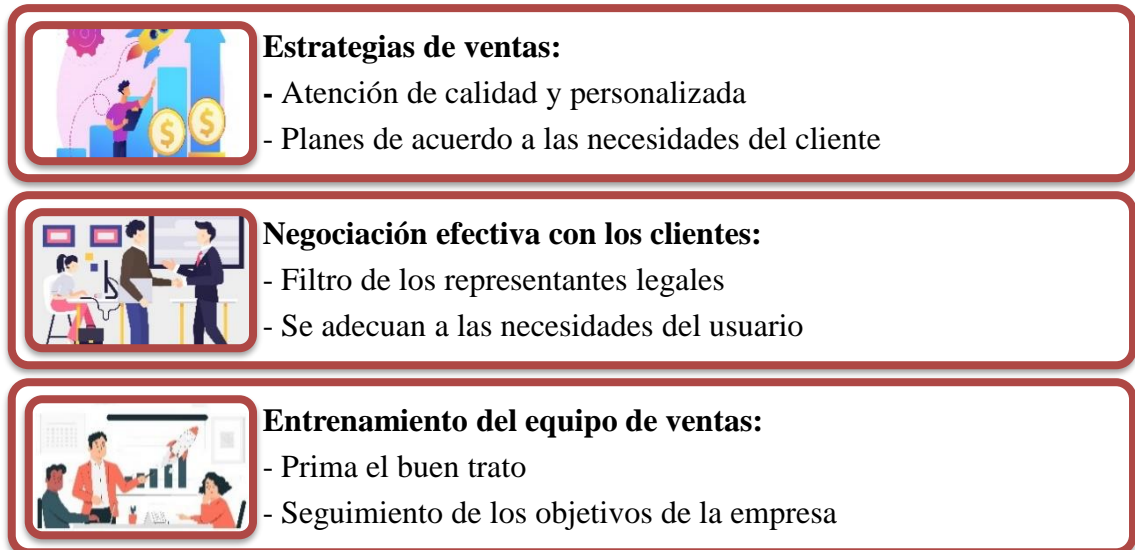 Estrategias de ventas:
- Atención de calidad y personalizada
- Planes de acuerdo a las necesidades del cliente
Negociación efectiva con los clientes:
- Filtro de los representantes legales
- Se adecuan a las necesidades del usuario
Entrenamiento del equipo de ventas:
- Prima el buen trato
- Seguimiento de los objetivos de la empresa